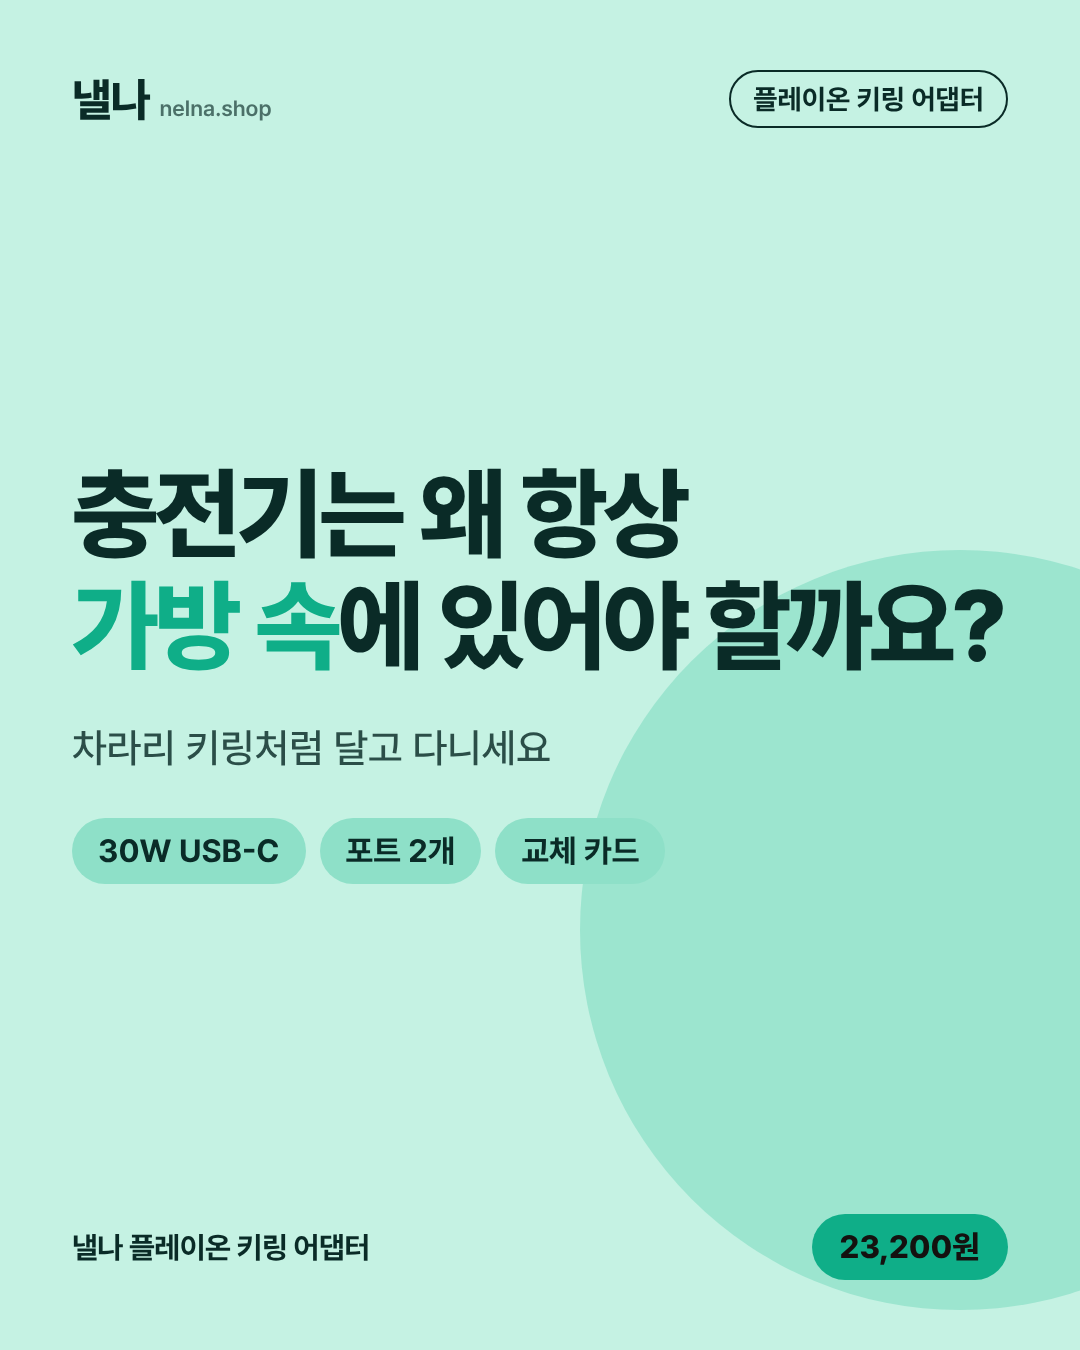 낼나 nelna.shop
플레이온 키링 어댑터
충전기는 왜 항상
가방 속에 있어야 할까요?
차라리 키링처럼 달고 다니세요
30W USB-C
포트 2개
교체 카드
낼나 플레이온 키링 어댑터
23,200원